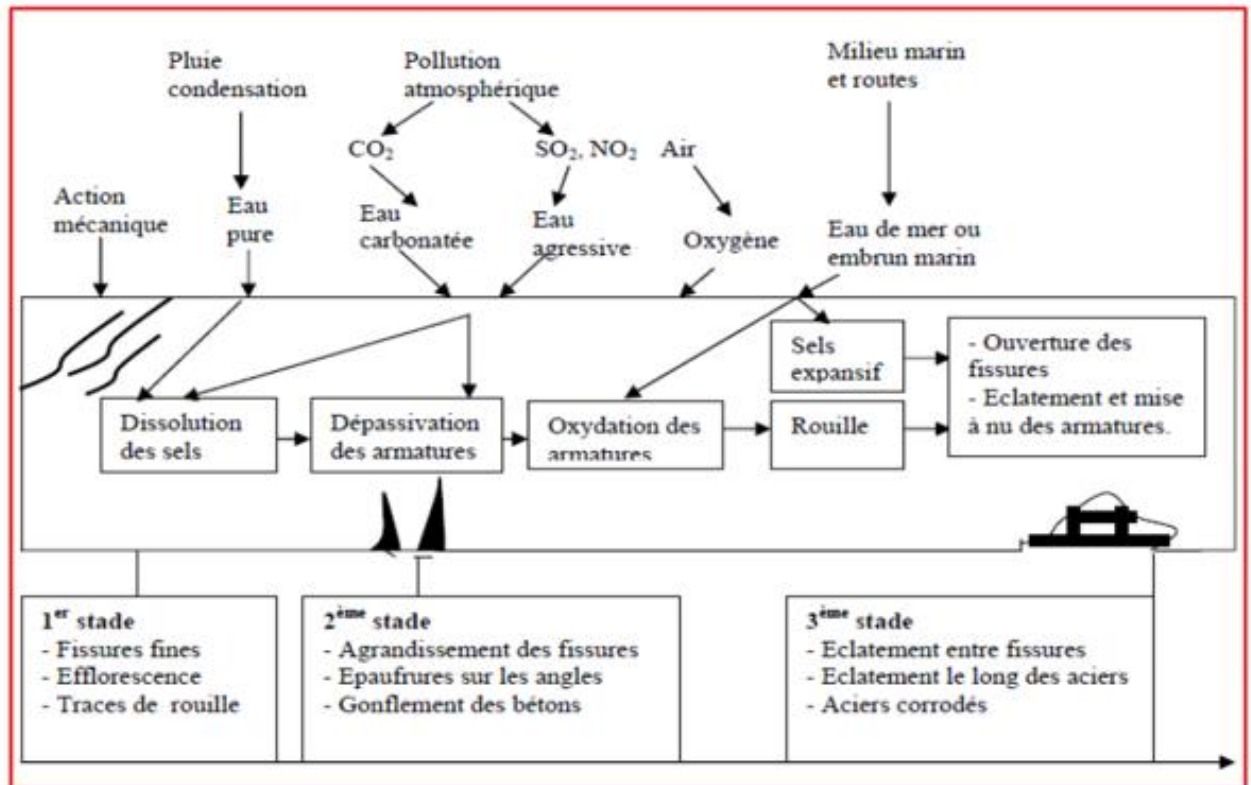 Pluie
condensation
Pollution
atmosphérique
Milieu marin
et routes
CO₂
SO₂, NO₂
Air
Action
mécanique
Eau
pure
Eau
carbonatée
Eau
agressive
Oxygène
Eau de mer ou
embrun marin
Sels
expansif
- Ouverture des
fissures
- Eclatement et mise
à nu des armatures.
Dissolution
des sels
Dépassivation
des armatures
Oxydation des
armatures
Rouille
1er stade
- Fissures fines
- Efflorescence
- Traces de rouille
2ème stade
- Agrandissement des fissures
- Epaufrures sur les angles
- Gonflement des bétons
3ème stade
- Eclatement entre fissures
- Eclatement le long des aciers
- Aciers corrodés